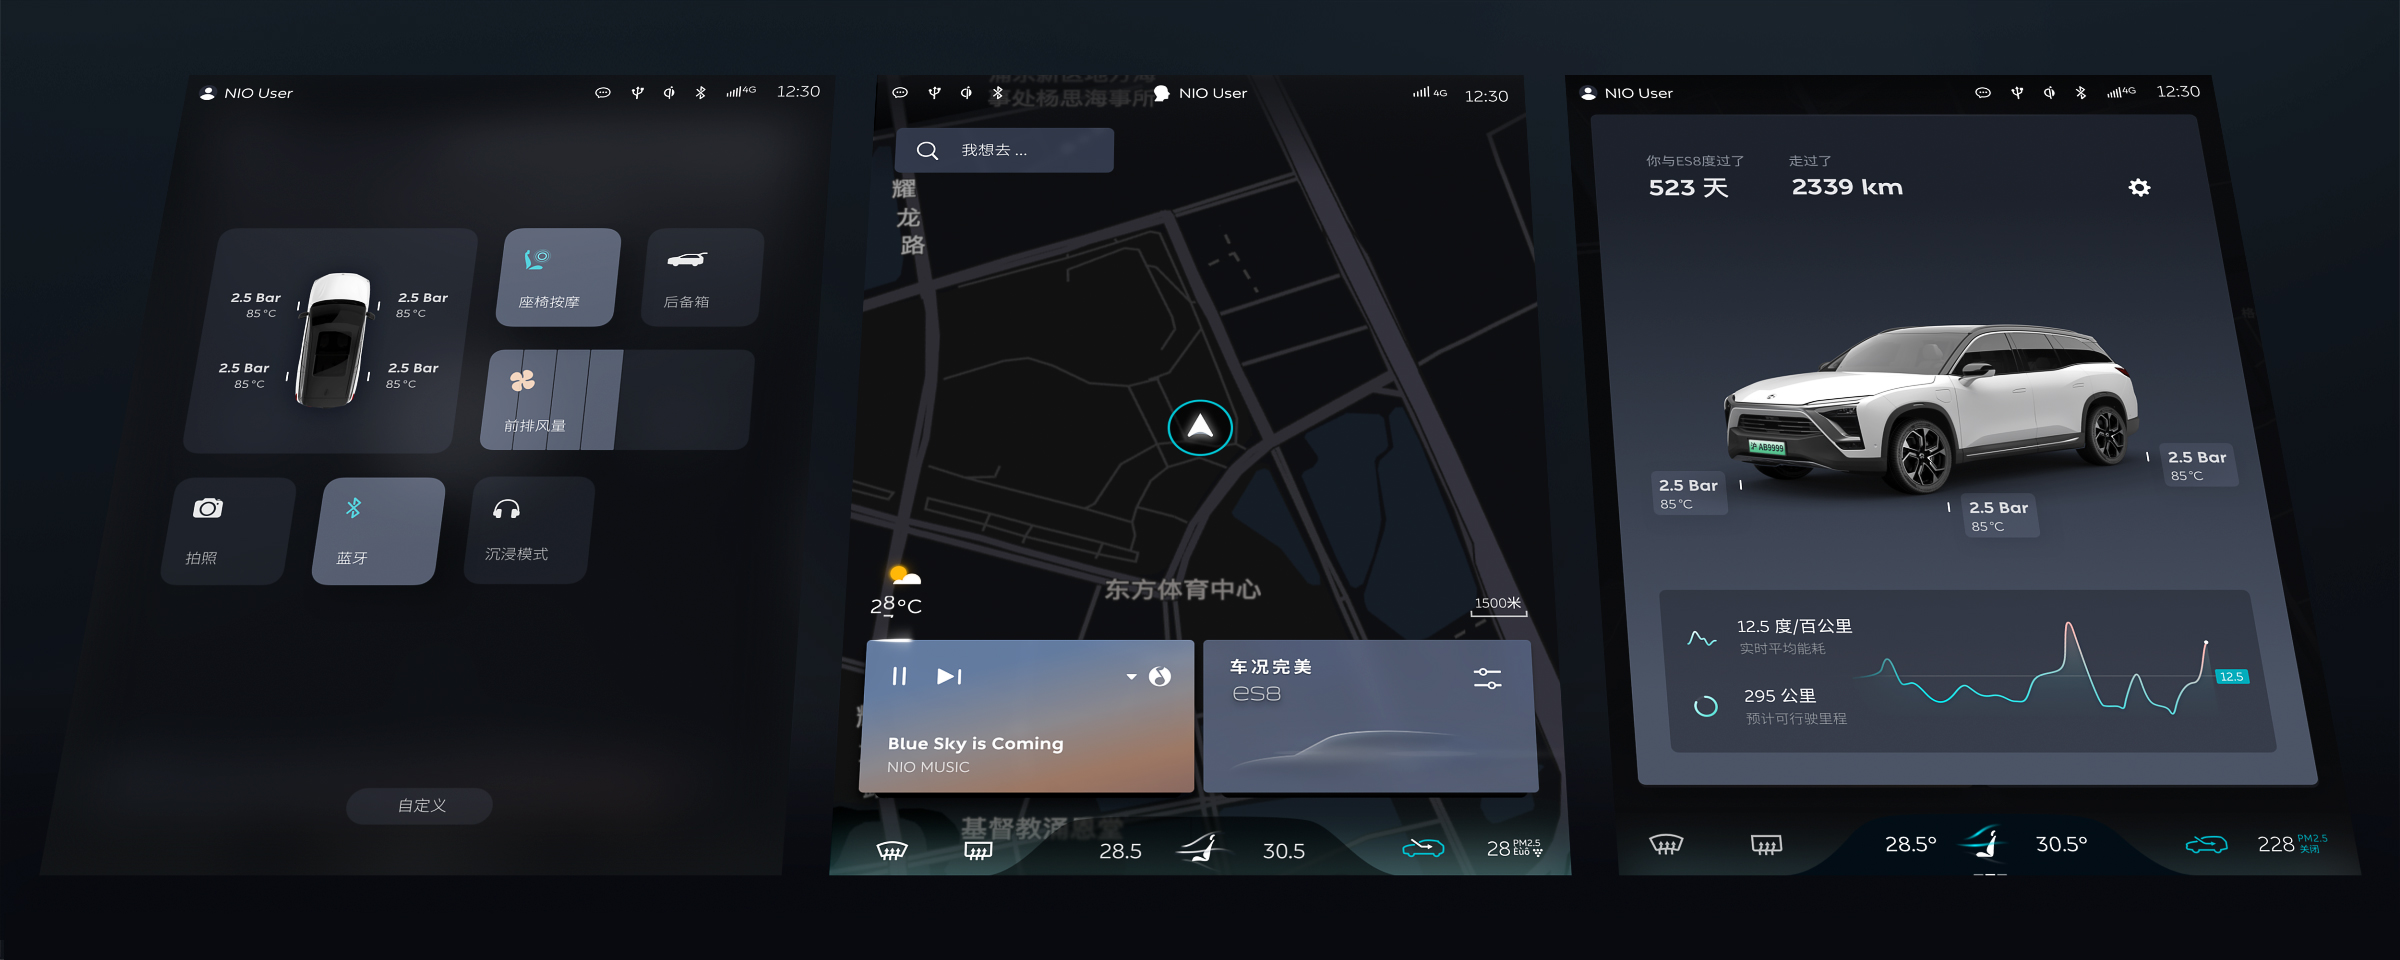 NIO User
4G
12:30
2.5 Bar
85°C
2.5 Bar
85°C
2.5 Bar
85°C
2.5 Bar
85°C
座椅按摩
后备箱
前排风量
拍照
蓝牙
沉浸模式
自定义
事处杨思海事所
NIO User
4G
12:30
我想去 ...
耀龙路
东方体育中心
28°C
1500米
Blue Sky is Coming
NIO MUSIC
车况完美
es8
28.5
30.5
28
PM2.5
NIO User
4G
12:30
你与ES8度过了
523 天
走过了
2339 km
沪 AB9999
2.5 Bar
85°C
2.5 Bar
85°C
2.5 Bar
85°C
12.5 度/百公里
实时平均能耗
295 公里
预计可行驶里程
12.5
28.5°
30.5°
228
PM2.5
关闭